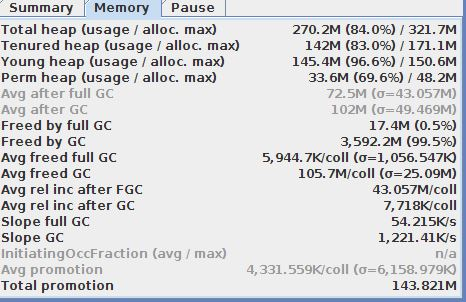 Summary Memory Pause
Total heap (usage / alloc. max) 270.2M (84.0%) / 321.7M
Tenured heap (usage / alloc. max) 142M (83.0%) / 171.1M
Young heap (usage / alloc. max) 145.4M (96.6%) / 150.6M
Perm heap (usage / alloc. max) 33.6M (69.6%) / 48.2M
Avg after full GC 72.5M (σ=43.057M)
Avg after GC 102M (σ=49.469M)
Freed by full GC 17.4M (0.5%)
Freed by GC 3,592.2M (99.5%)
Avg freed full GC 5,944.7K/coll (σ=1,056.547K)
Avg freed GC 105.7M/coll (σ=25.09M)
Avg rel inc after FGC 43.057M/coll
Avg rel inc after GC 7,718K/coll
Slope full GC 54.215K/s
Slope GC 1,221.41K/s
InitiatingOccFraction (avg / max) n/a
Avg promotion 4,331.559K/coll (σ=6,158.979K)
Total promotion 143.821M